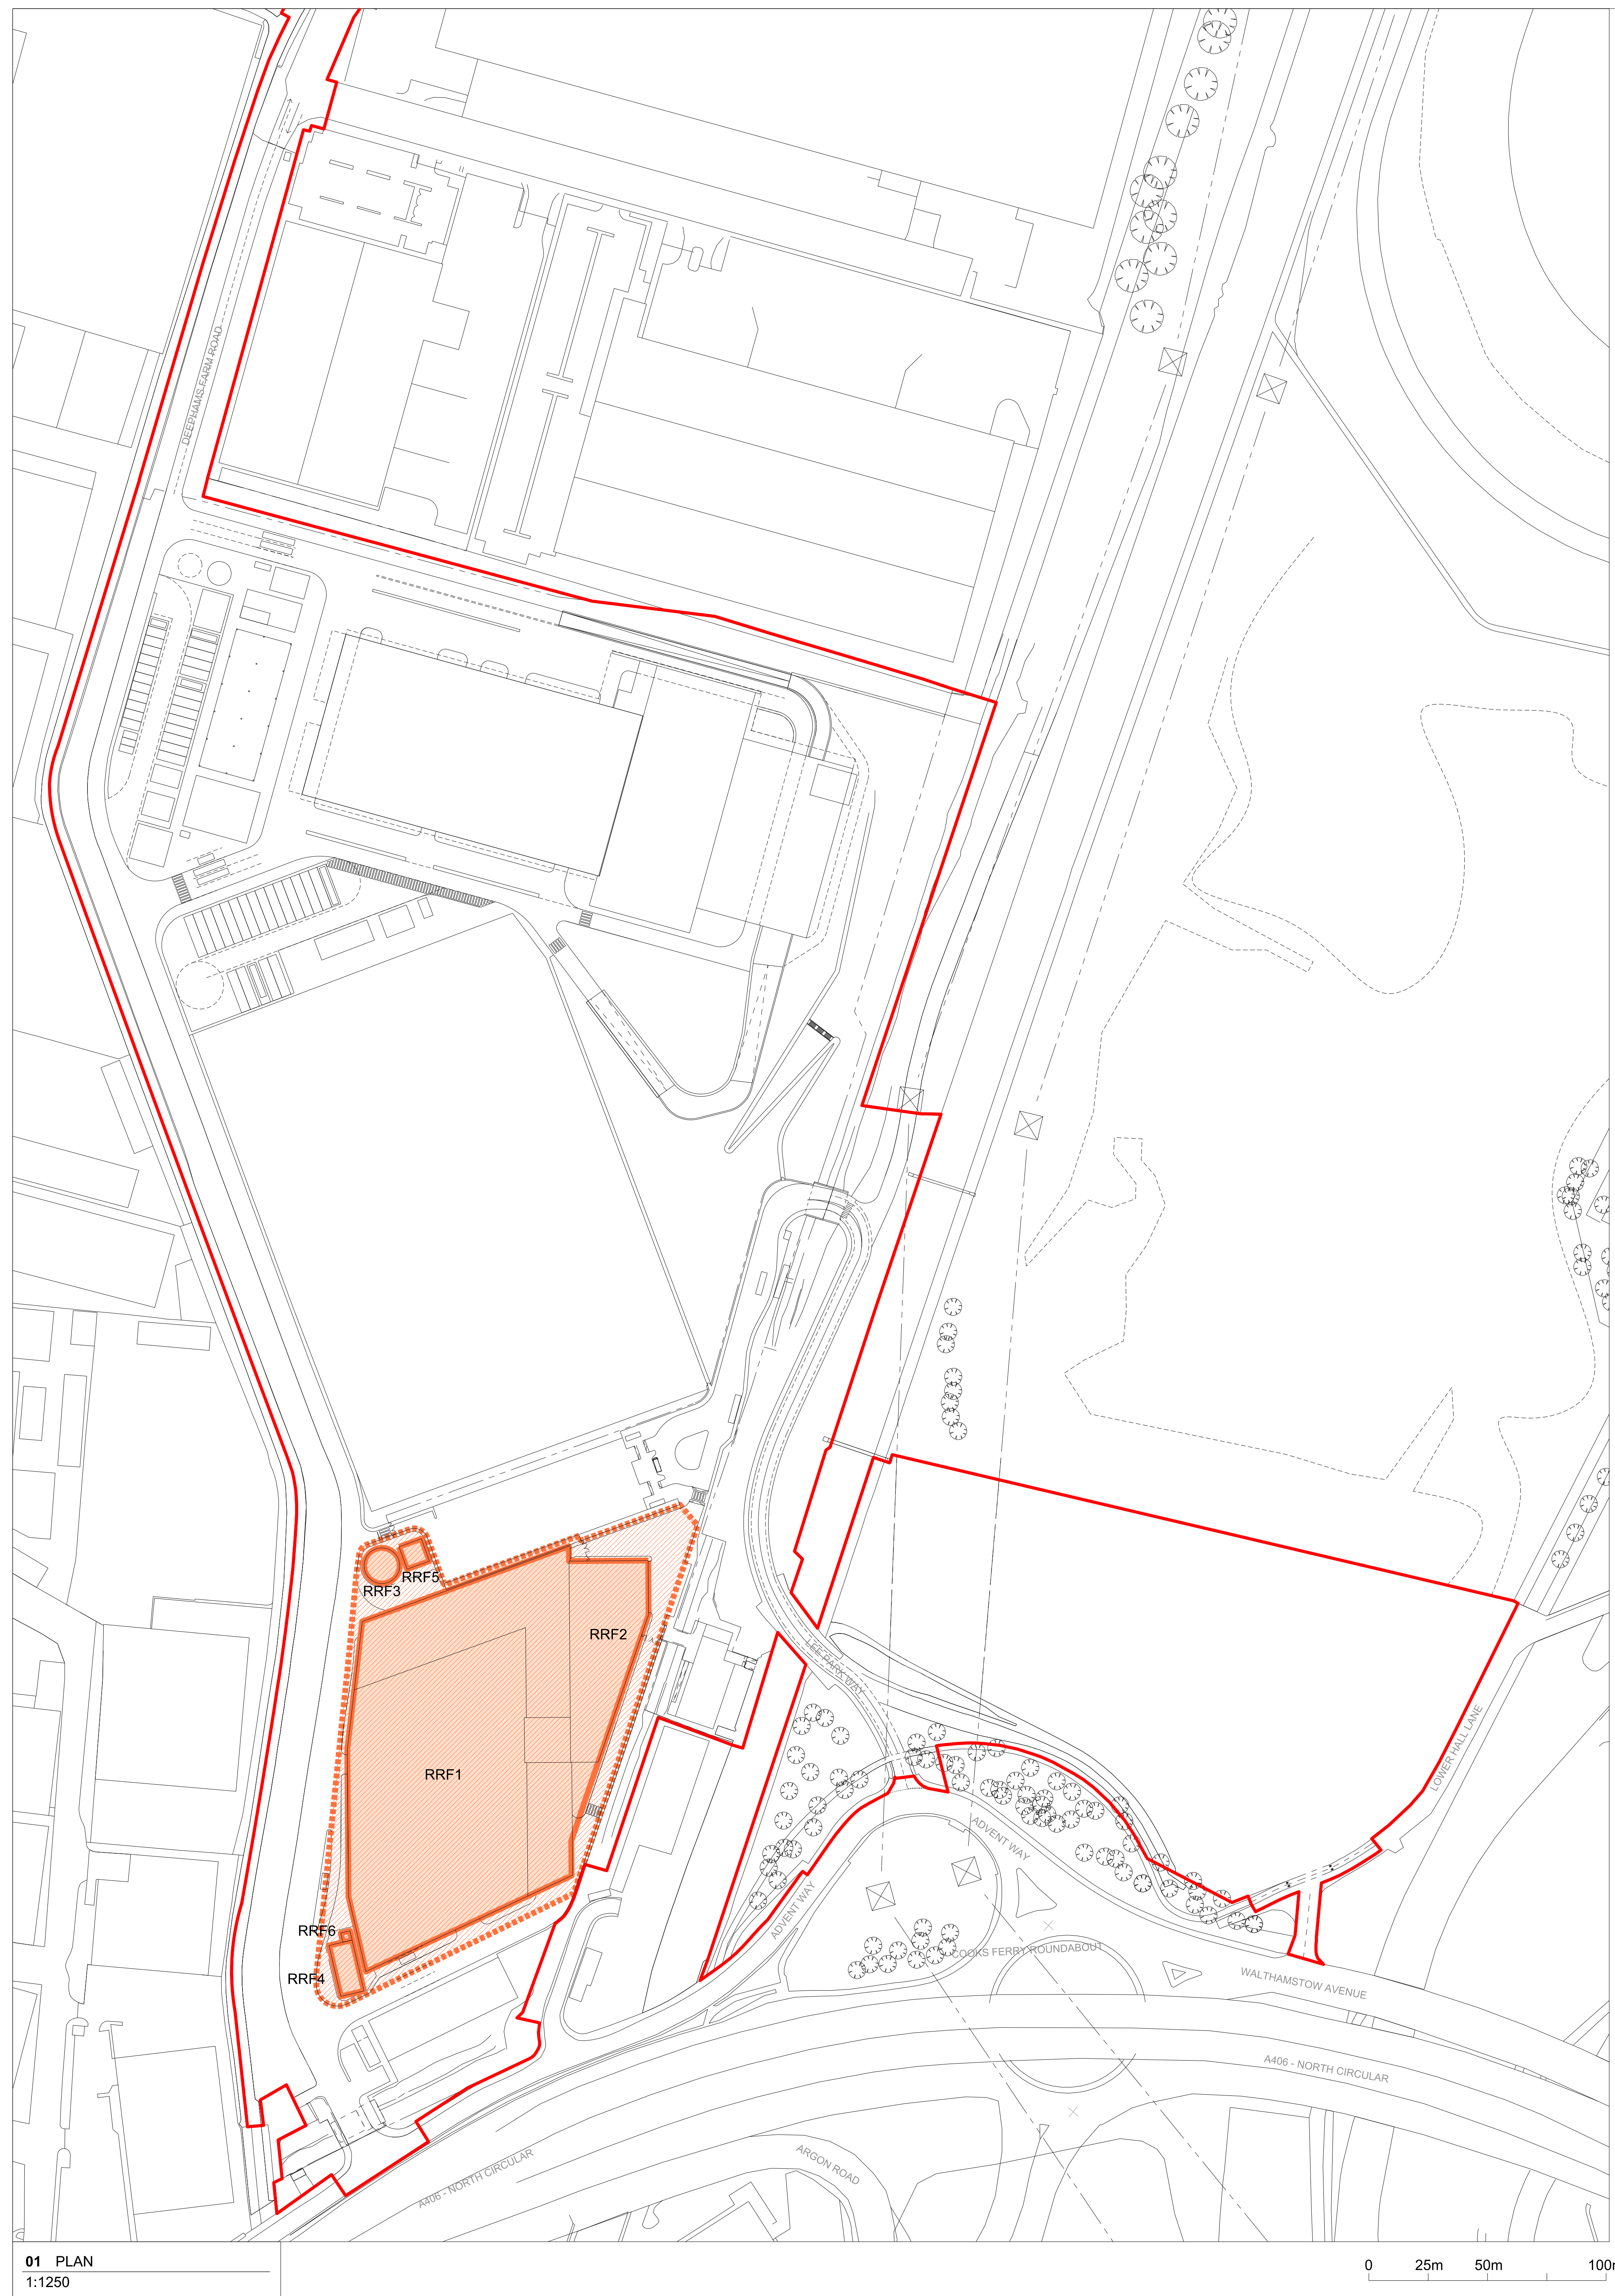 DEEPHAMS FARM ROAD
RRF3
RRF5
RRF2
LEE PARK WAY
RRF1
LOWER HALL LANE
ADVENT WAY
ADVENT WAY
RRF6
COOKS FERRY ROUNDABOUT
RRF4
WALTHAMSTOW AVENUE
A406 - NORTH CIRCULAR
A406 - NORTH CIRCULAR
ARGON ROAD
01 PLAN
1:1250
0 25m 50m 100m